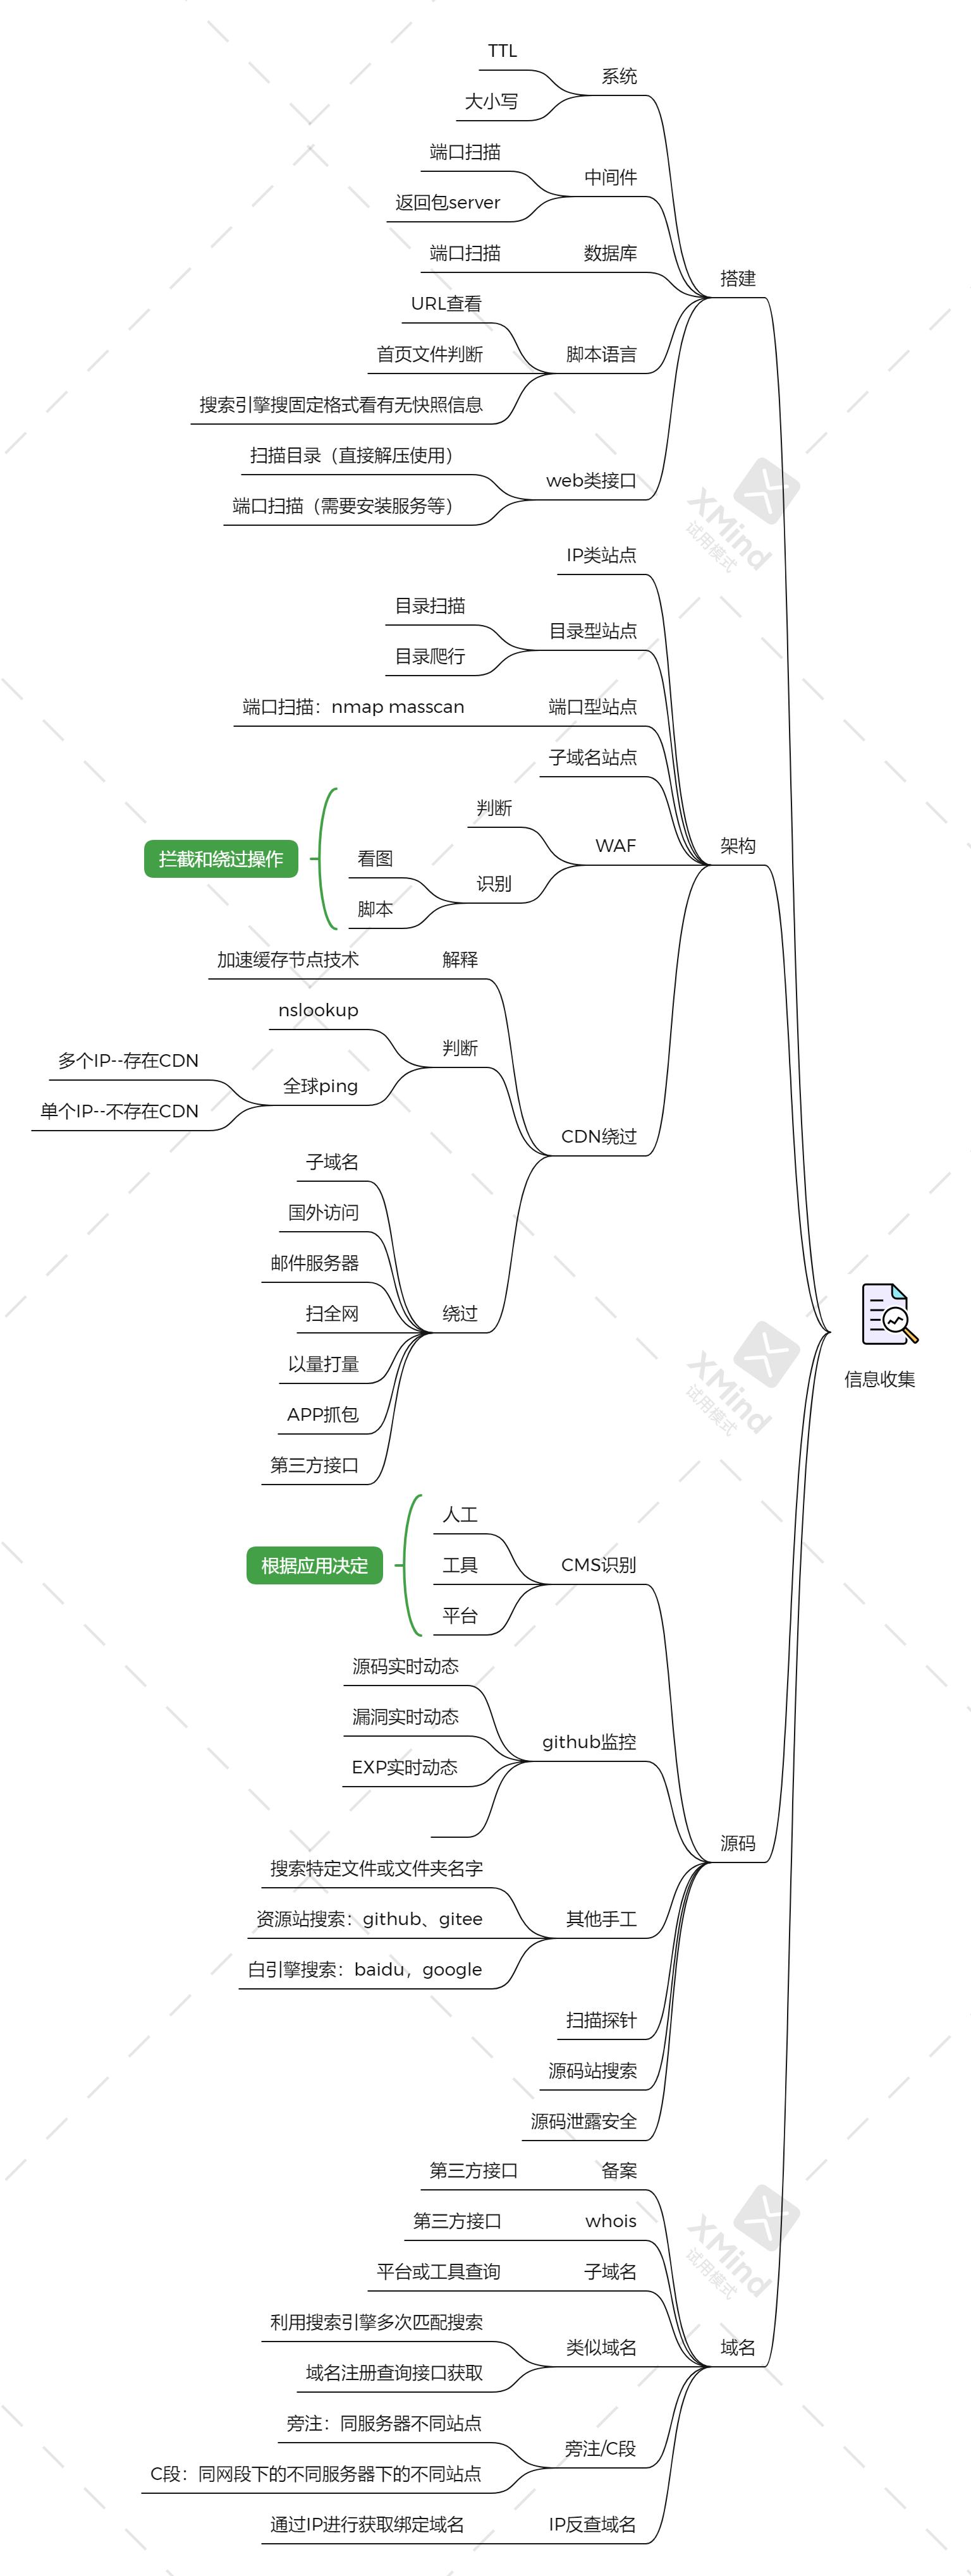 TTL
系统
大小写
端口扫描
中间件
返回包server
端口扫描
数据库
搭建
URL查看
首页文件判断
脚本语言
搜索引擎搜固定格式看有无快照信息
扫描目录（直接解压使用）
web类接口
端口扫描（需要安装服务等）
XMind
试用模式
IP类站点
目录扫描
目录型站点
目录爬行
端口扫描：nmap masscan
端口型站点
子域名站点
判断
WAF
架构
拦截和绕过操作
看图
识别
脚本
加速缓存节点技术
解释
nslookup
判断
多个IP--存在CDN
全球ping
单个IP--不存在CDN
CDN绕过
子域名
国外访问
邮件服务器
扫全网
绕过
以量打量
APP抓包
第三方接口
信息收集
XMind
试用模式
人工
根据应用决定
工具
CMS识别
平台
源码实时动态
漏洞实时动态
github监控
EXP实时动态
源码
搜索特定文件或文件夹名字
资源站搜索：github、gitee
其他手工
白引擎搜索：baidu，google
扫描探针
源码站搜索
源码泄露安全
第三方接口
备案
第三方接口
whois
XMind
试用模式
平台或工具查询
子域名
利用搜索引擎多次匹配搜索
类似域名
域名
域名注册查询接口获取
旁注：同服务器不同站点
旁注/C段
C段：同网段下的不同服务器下的不同站点
通过IP进行获取绑定域名
IP反查域名